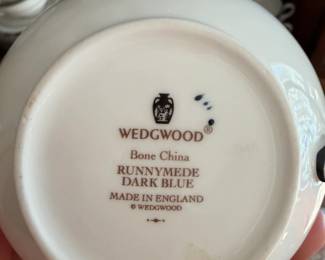 WEDGWOOD®
Bone China
RUNNYMEDE
DARK BLUE
MADE IN ENGLAND
© WEDGWOOD